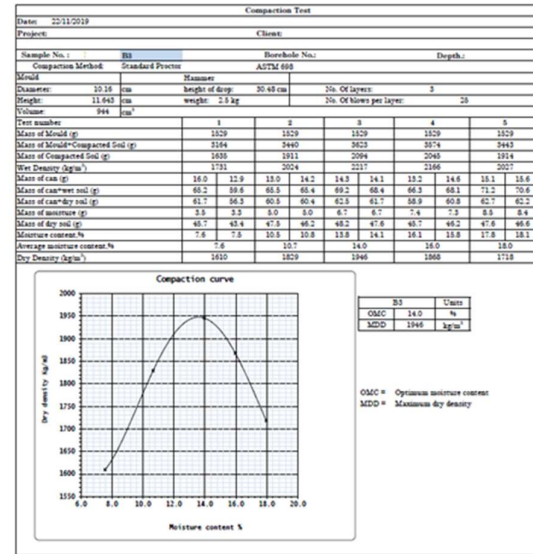 Compaction Test
Date: 22/11/2019
Project: Client:
Sample No. : B3 Borehole No.: Depth.:
Compaction Method: Standard Proctor ASTM 698
Mould Hammer
Diameter: 10.16 cm height of drop: 30.48 cm No. Of layers: 3
Height: 11.643 cm weight: 2.5 kg No. Of blows per layer: 25
Volume: 944 cm³
Test number 1 2 3 4 5
Mass of Mould (g) 1529 1529 1529 1529 1529
Mass of Mould+Compacted Soil (g) 3164 3440 3623 3574 3443
Mass of Compacted Soil (g) 1635 1911 2094 2045 1914
Wet Density (kg/m³) 1731 2024 2217 2166 2027
Mass of can (g) 16.0 12.9 13.0 14.2 14.3 14.1 13.2 14.6 15.1 15.6
Mass of can+wet soil (g) 65.2 59.6 65.5 65.4 69.2 68.4 66.3 68.1 71.2 70.6
Mass of can+dry soil (g) 61.7 56.3 60.5 60.4 62.5 61.7 58.9 60.8 62.7 62.2
Mass of moisture (g) 3.5 3.3 5.0 5.0 6.7 6.7 7.4 7.3 8.5 8.4
Mass of dry soil (g) 45.7 43.4 47.5 46.2 48.2 47.6 45.7 46.2 47.6 46.6
Moisture content,% 7.6 7.5 10.5 10.8 13.8 14.1 16.1 15.8 17.8 18.1
Average moisture content,% 7.6 10.7 14.0 16.0 18.0
Dry Density (kg/m³) 1610 1829 1946 1868 1718
Compaction curve
2000
1950
1900
1850
1800
1750
1700
1650
1600
1550
Dry density kg/m3
6.0 8.0 10.0 12.0 14.0 16.0 18.0 20.0
Moisture content %
B3 Units
OMC 14.0 %
MDD 1946 kg/m³
OMC = Optimum moisture content
MDD = Maximum dry density